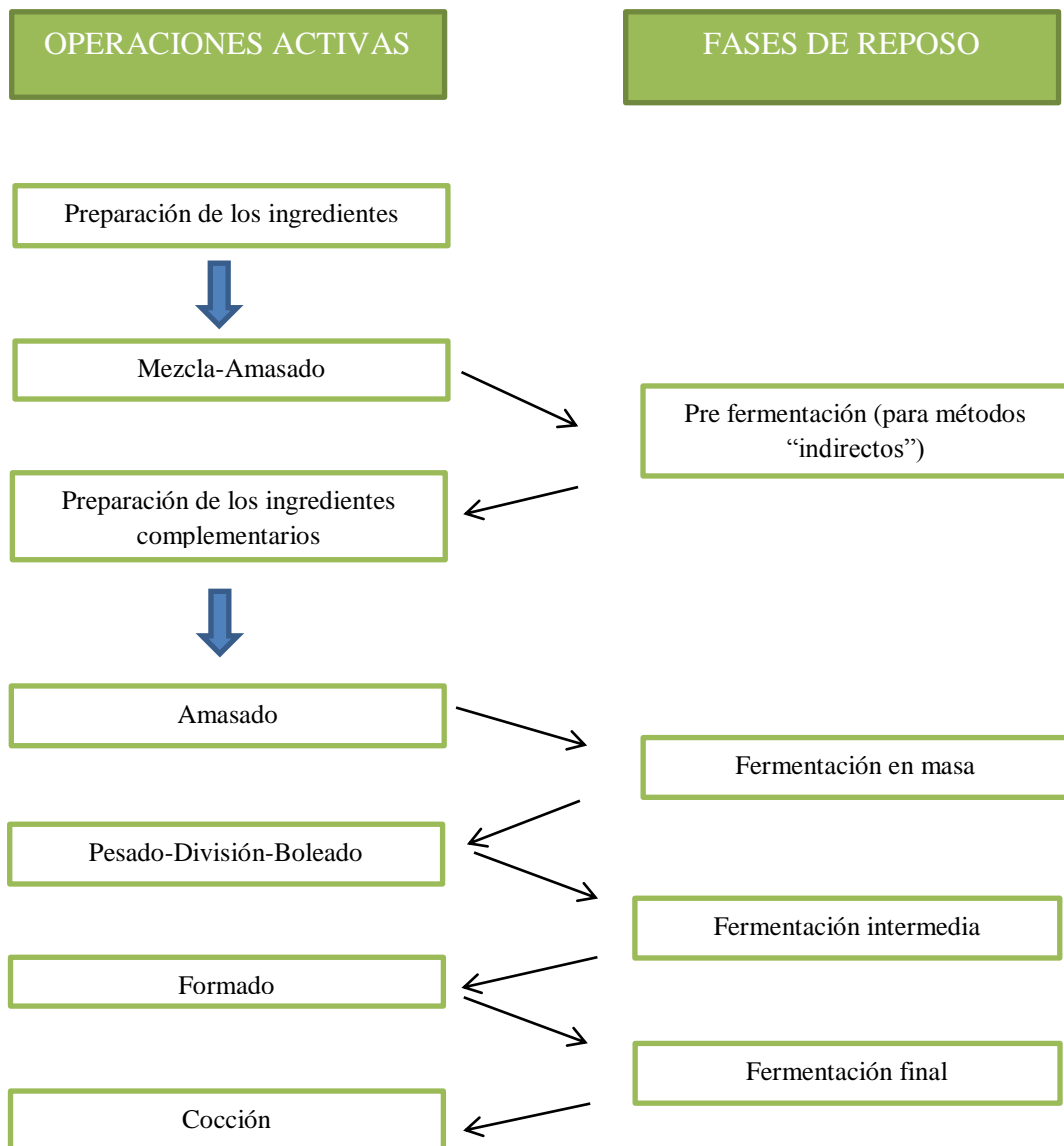 OPERACIONES ACTIVAS
FASES DE REPOSO
Preparación de los ingredientes
Mezcla-Amasado
Pre fermentación (para métodos
“indirectos”)
Preparación de los ingredientes
complementarios
Amasado
Fermentación en masa
Pesado-División-Boleado
Fermentación intermedia
Formado
Fermentación final
Cocción